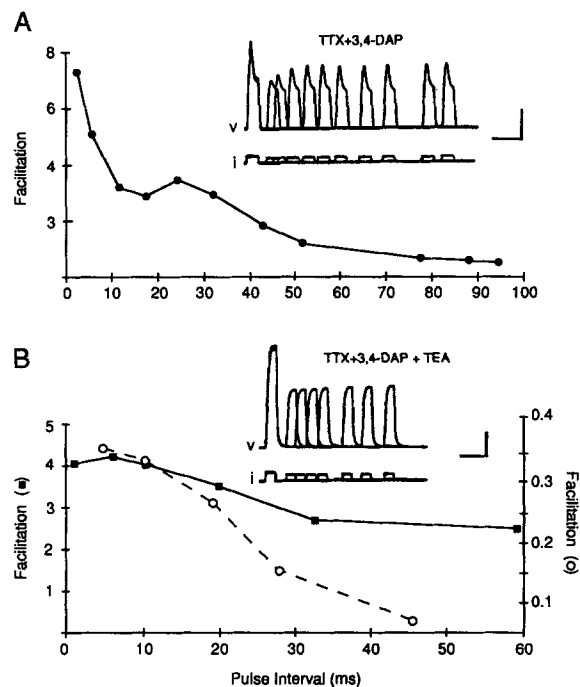 A
TTX+3,4-DAP
8
6
4
2
Facilitation
V
i
0 10 20 30 40 50 60 70 80 90 100
B
TTX+3,4-DAP + TEA
5
4
3
2
1
Facilitation (■)
V
i
0.4
0.3
0.2
0.1
Facilitation (o)
0 10 20 30 40 50 60
Pulse Interval (ms)